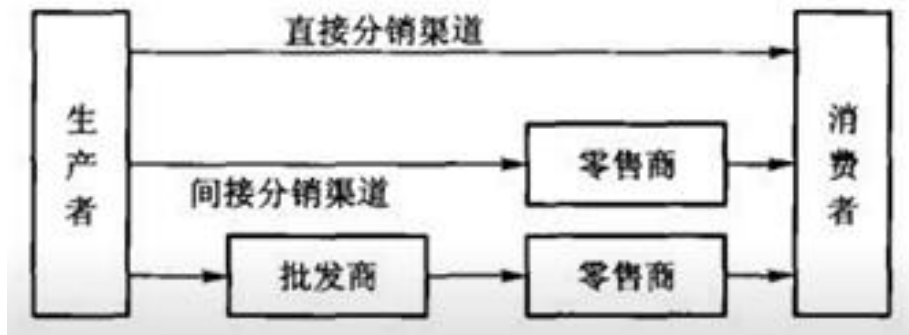 直接分销渠道
生产者
消费者
零售商
间接分销渠道
批发商
零售商